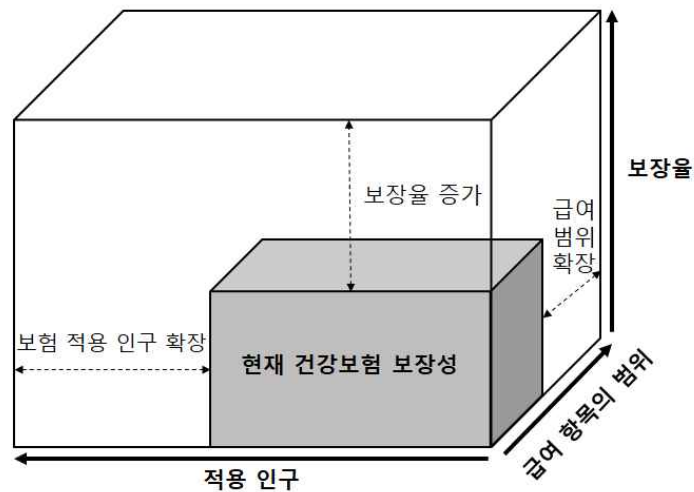 보장율
보장율 증가
급여
범위
확장
보험 적용 인구 확장
현재 건강보험 보장성
급여 항목의 범위
적용 인구